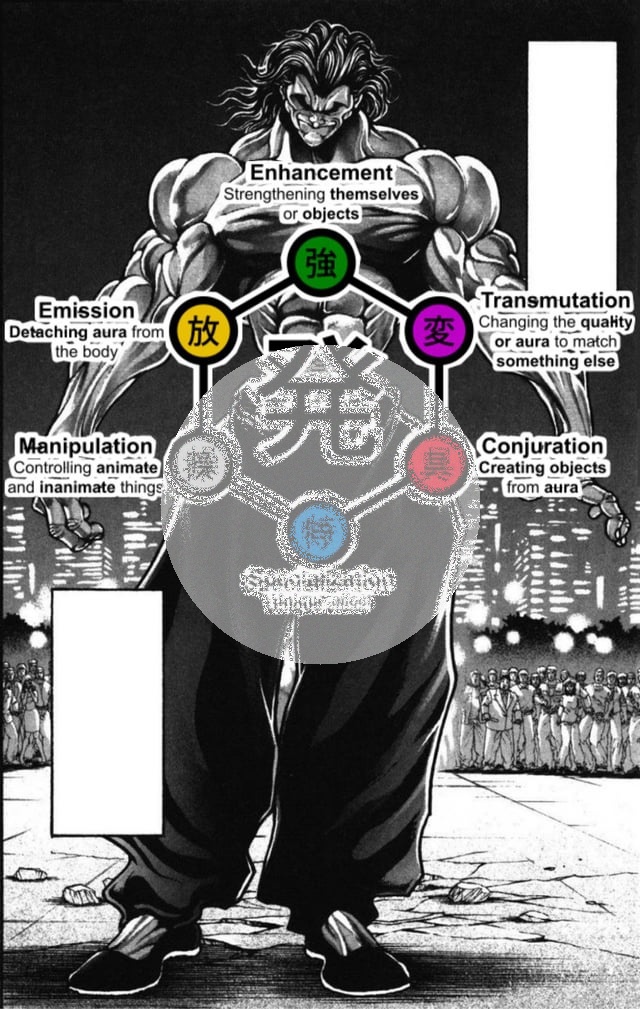 Enhancement
Strengthening themselves
or objects
強
Emission
Detaching aura from
the body
放
変
Transmutation
Changing the quality
or aura to match
something else
発
Manipulation
Controlling animate
and inanimate things
操
具
Conjuration
Creating objects
from aura
特
Specialization